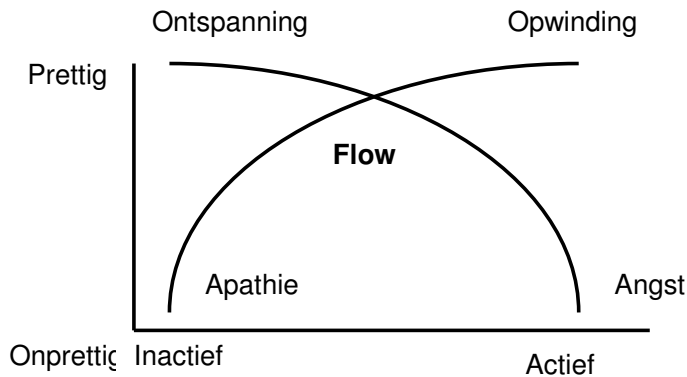 Ontspanning Opwinding
Prettig
Flow
Apathie Angst
Onprettig Inactief
Actief